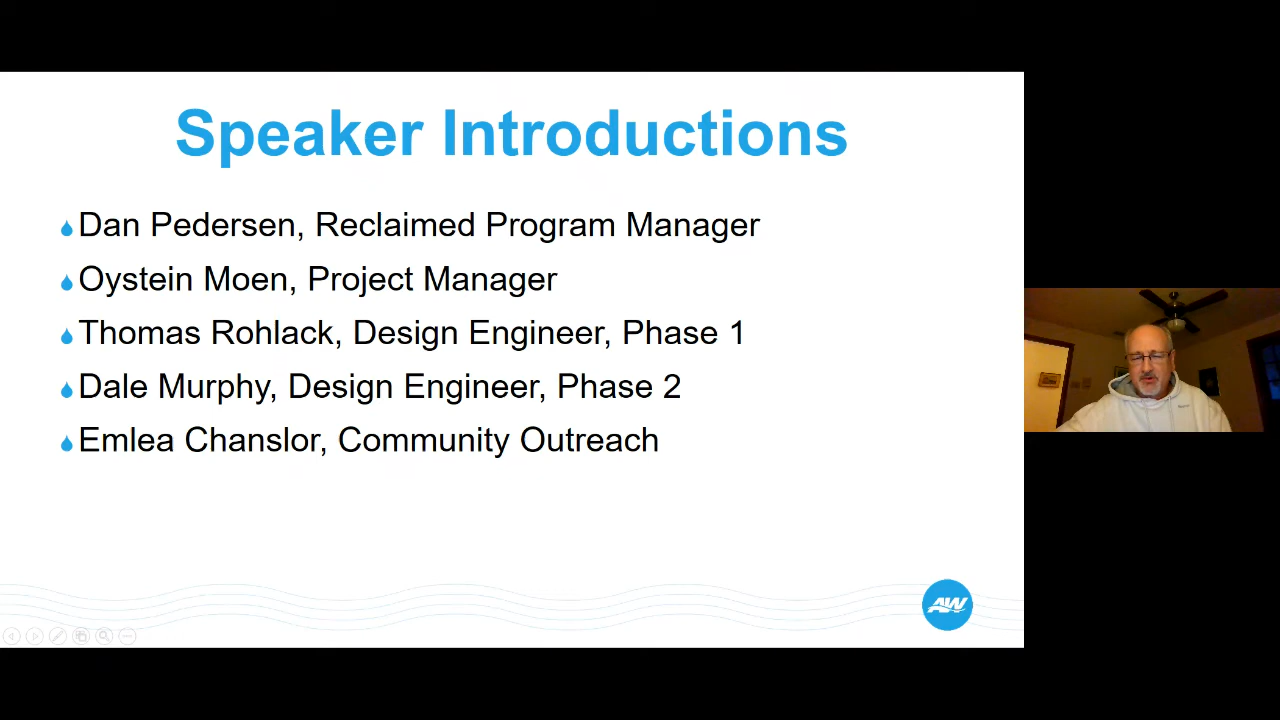 Speaker Introductions
Dan Pedersen, Reclaimed Program Manager
Oystein Moen, Project Manager
Thomas Rohlack, Design Engineer, Phase 1
Dale Murphy, Design Engineer, Phase 2
Emlea Chanslor, Community Outreach
AW